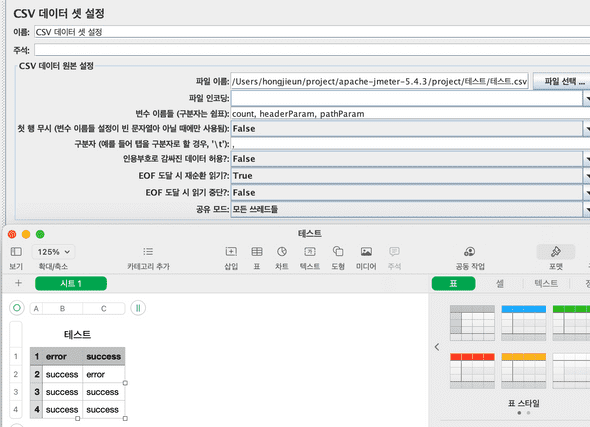 CSV 데이터 셋 설정
이름: CSV 데이터 셋 설정
주석:
CSV 데이터 원본 설정
파일 이름: /Users/hongjieun/project/apache-jmeter-5.4.3/project/테스트/테스트.csv 파일 선택 ...
파일 인코딩:
변수 이름들 (구분자는 쉼표): count, headerParam, pathParam
첫 행 무시 (변수 이름들 설정이 빈 문자열아 아닐 때에만 사용됨): False
구분자 (예를 들어 탭을 구분자로 할 경우, '\t'): ,
인용부호로 감싸진 데이터 허용?: False
EOF 도달 시 재순환 읽기?: True
EOF 도달 시 읽기 중단?: False
공유 모드: 모든 쓰레드들
테스트
125%
보기 확대/축소 카테고리 추가 삽입 표 차트 텍스트 도형 미디어 주석 공동 작업 포맷
시트 1 표 셀 텍스트
A B C
테스트
1 1 error success
2 2 success error
3 3 success success
4 4 success success
표 스타일